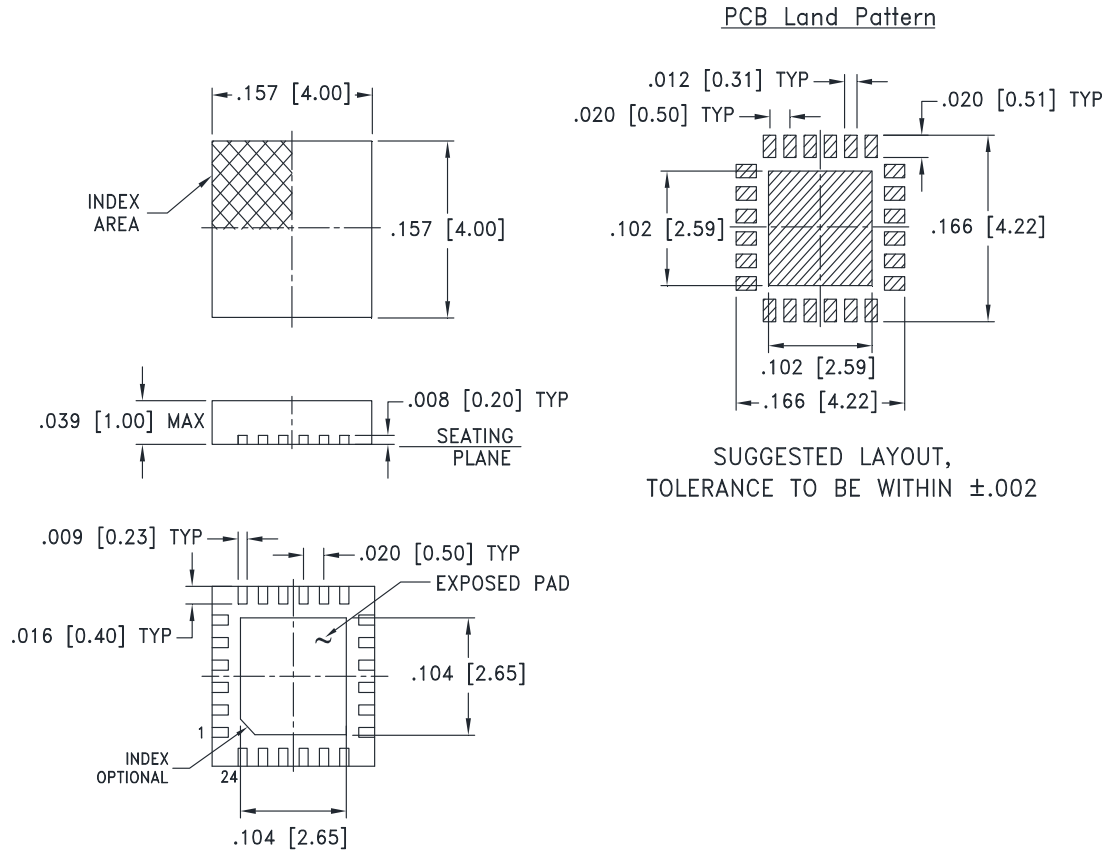 PCB Land Pattern
.012 [0.31] TYP
.020 [0.50] TYP
.020 [0.51] TYP
.102 [2.59]
.166 [4.22]
.102 [2.59]
.166 [4.22]
SUGGESTED LAYOUT,
TOLERANCE TO BE WITHIN ±.002
.157 [4.00]
INDEX
AREA
.157 [4.00]
.039 [1.00] MAX
.008 [0.20] TYP
SEATING
PLANE
.009 [0.23] TYP
.020 [0.50] TYP
EXPOSED PAD
.016 [0.40] TYP
.104 [2.65]
1
INDEX
OPTIONAL
24
.104 [2.65]